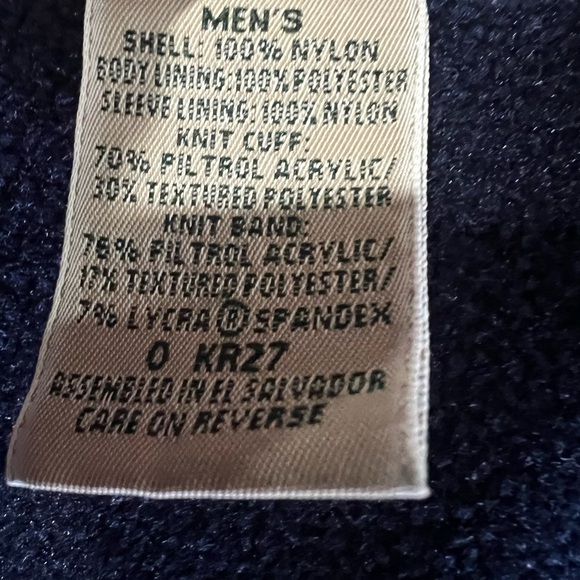 MEN'S
SHELL: 100% NYLON
BODY LINING:100% POLYESTER
SLEEVE LINING:100% NYLON
KNIT CUFF:
70% PILTROL ACRYLIC/
30% TEXTURED POLYESTER
KNIT BAND:
76% PILTROL ACRYLIC/
17% TEXTURED POLYESTER/
7% LYCRA ® SPANDEX
0 KR27
ASSEMBLED IN EL SALVADOR
CARE ON REVERSE